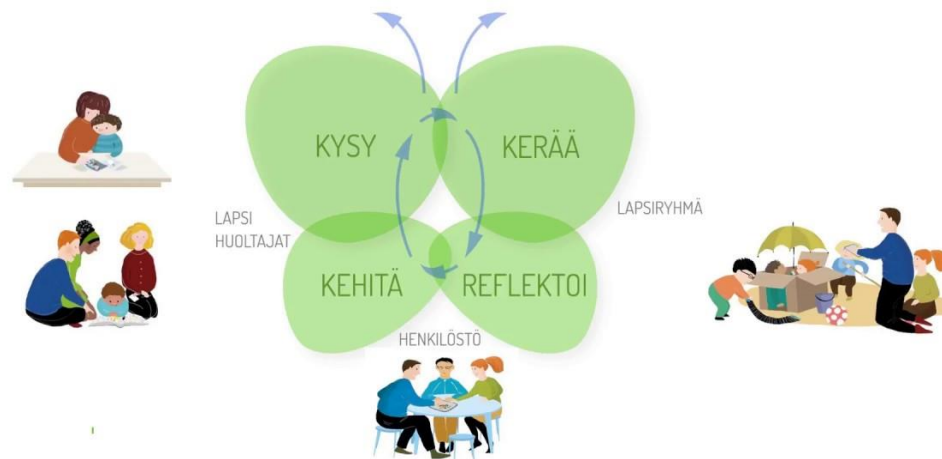 KYSY
KERÄÄ
LAPSI
HUOLTAJAT
LAPSIRYHMÄ
KEHITÄ
REFLEKTOI
HENKILÖSTÖ